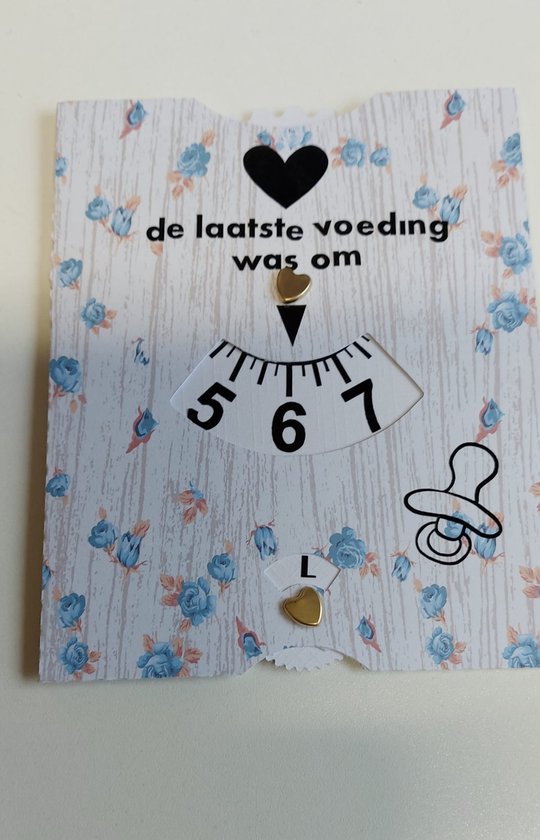 de laatste voeding
was om
5 6 7
L